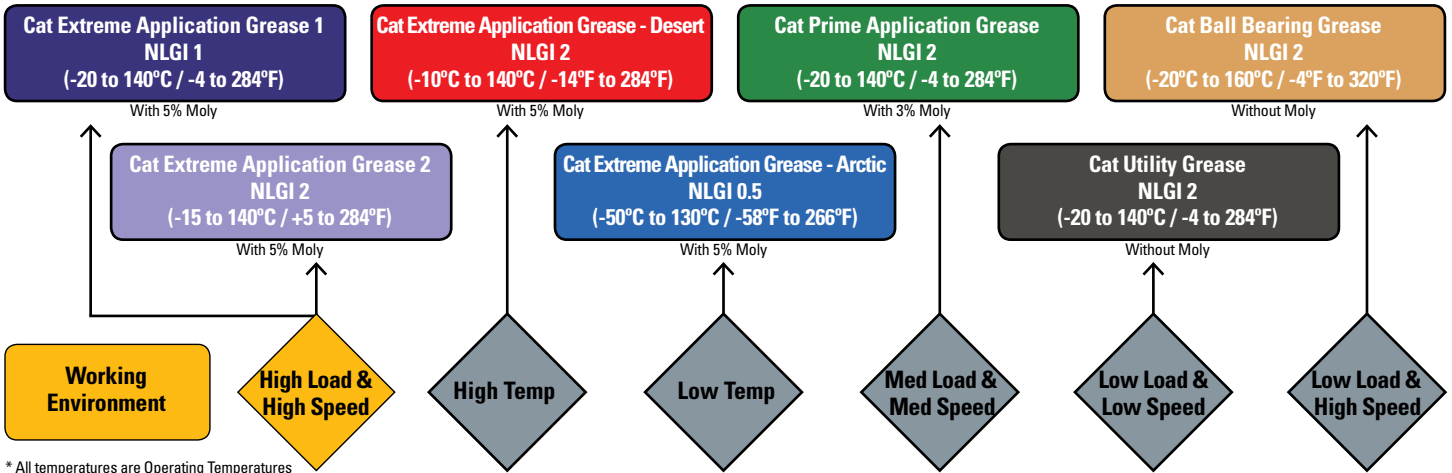 Cat Extreme Application Grease 1
NLGI 1
(-20 to 140ºC / -4 to 284ºF)
With 5% Moly
Cat Extreme Application Grease - Desert
NLGI 2
(-10ºC to 140ºC / -14ºF to 284ºF)
With 5% Moly
Cat Prime Application Grease
NLGI 2
(-20 to 140ºC / -4 to 284ºF)
With 3% Moly
Cat Ball Bearing Grease
NLGI 2
(-20ºC to 160ºC / -4ºF to 320ºF)
Without Moly
Cat Extreme Application Grease 2
NLGI 2
(-15 to 140ºC / +5 to 284ºF)
With 5% Moly
Cat Extreme Application Grease - Arctic
NLGI 0.5
(-50ºC to 130ºC / -58ºF to 266ºF)
With 5% Moly
Cat Utility Grease
NLGI 2
(-20 to 140ºC / -4 to 284ºF)
Without Moly
Working
Environment
High Load &
High Speed
High Temp
Low Temp
Med Load &
Med Speed
Low Load &
Low Speed
Low Load &
High Speed
* All temperatures are Operating Temperatures